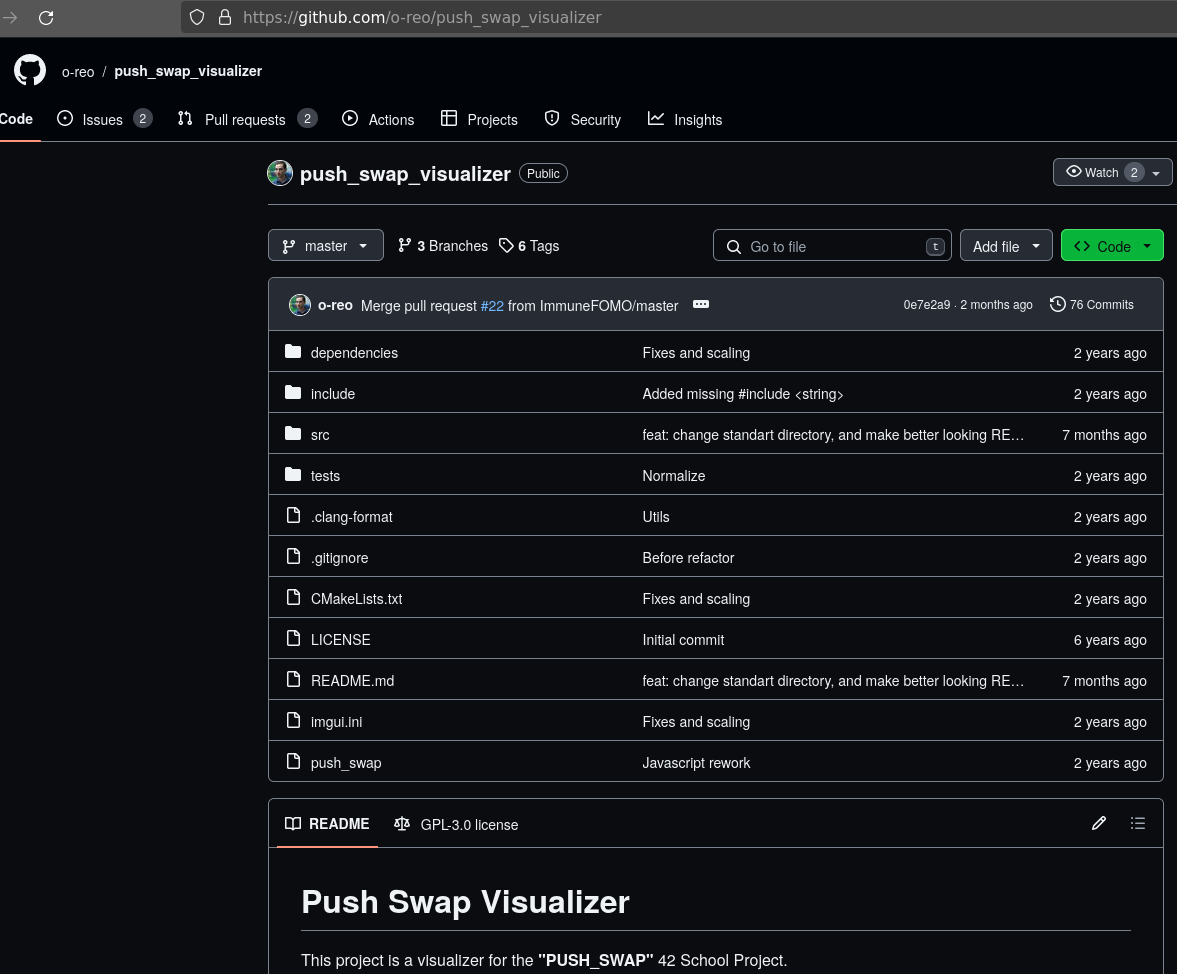 https://github.com/o-reo/push_swap_visualizer
o-reo / push_swap_visualizer
Code Issues 2 Pull requests 2 Actions Projects Security Insights
push_swap_visualizer Public Watch 2
master 3 Branches 6 Tags Go to file t Add file Code
o-reo Merge pull request #22 from ImmuneFOMO/master 0e7e2a9 · 2 months ago 76 Commits
dependencies Fixes and scaling 2 years ago
include Added missing #include <string> 2 years ago
src feat: change standart directory, and make better looking RE… 7 months ago
tests Normalize 2 years ago
.clang-format Utils 2 years ago
.gitignore Before refactor 2 years ago
CMakeLists.txt Fixes and scaling 2 years ago
LICENSE Initial commit 6 years ago
README.md feat: change standart directory, and make better looking RE… 7 months ago
imgui.ini Fixes and scaling 2 years ago
push_swap Javascript rework 2 years ago
README GPL-3.0 license
Push Swap Visualizer
This project is a visualizer for the "PUSH_SWAP" 42 School Project.